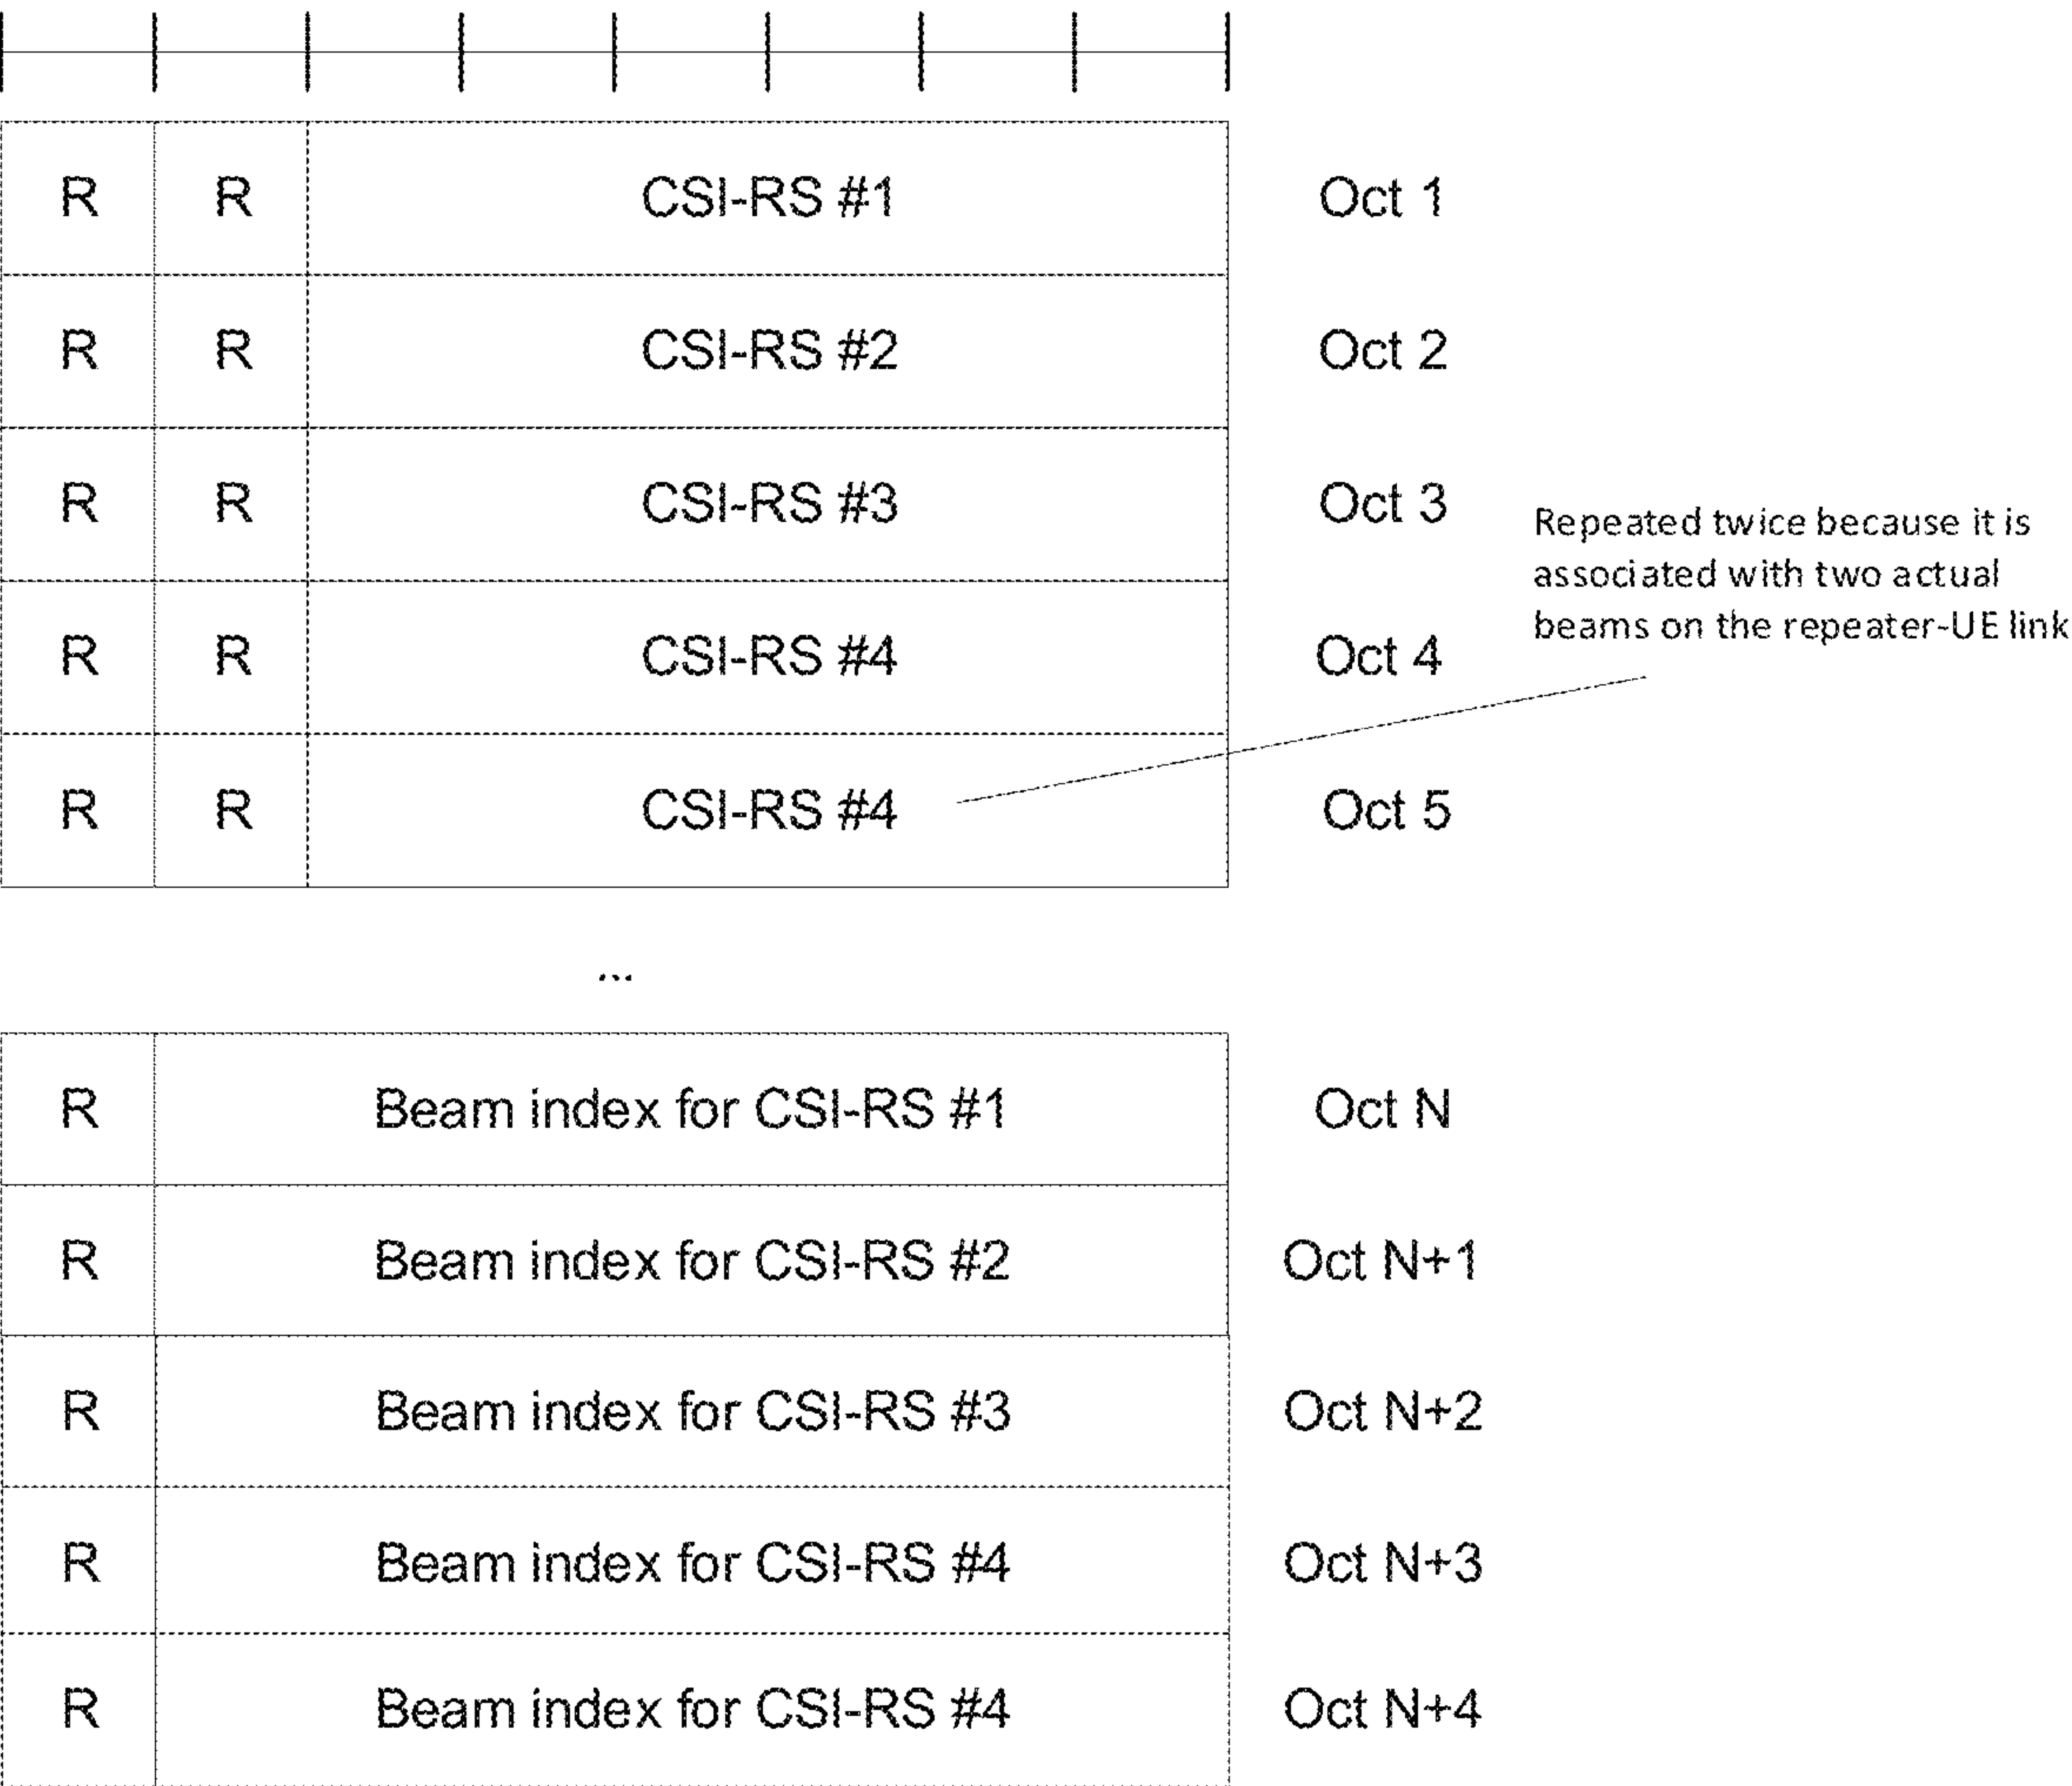 R R CSI-RS #1 Oct 1
R R CSI-RS #2 Oct 2
R R CSI-RS #3 Oct 3
Repeated twice because it is
associated with two actual
beams on the repeater-UE link
R R CSI-RS #4 Oct 4
R R CSI-RS #4 Oct 5
...
R Beam index for CSI-RS #1 Oct N
R Beam index for CSI-RS #2 Oct N+1
R Beam index for CSI-RS #3 Oct N+2
R Beam index for CSI-RS #4 Oct N+3
R Beam index for CSI-RS #4 Oct N+4